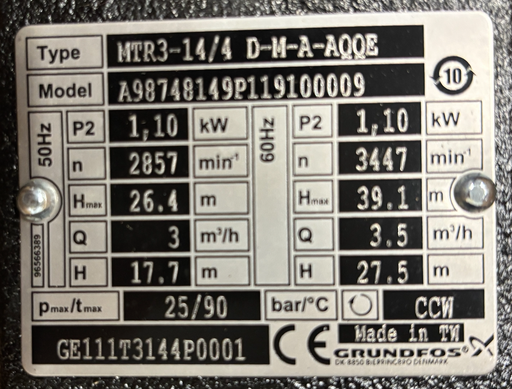 Type MTR3-14/4 D-M-A-AQQE
Model A98748149P119100009
10
50Hz P2 1,10 kW 60Hz P2 1,10 kW
n 2857 min-1 n 3447 min-1
Hmax 26.4 m Hmax 39.1 m
Q 3 m³/h Q 3.5 m³/h
H 17.7 m H 27.5 m
96566389
pmax/tmax 25/90 bar/°C CCW
GE111T3144P0001 CE Made in TW
GRUNDFOS
DK 8850 BJERRINGBRO DENMARK